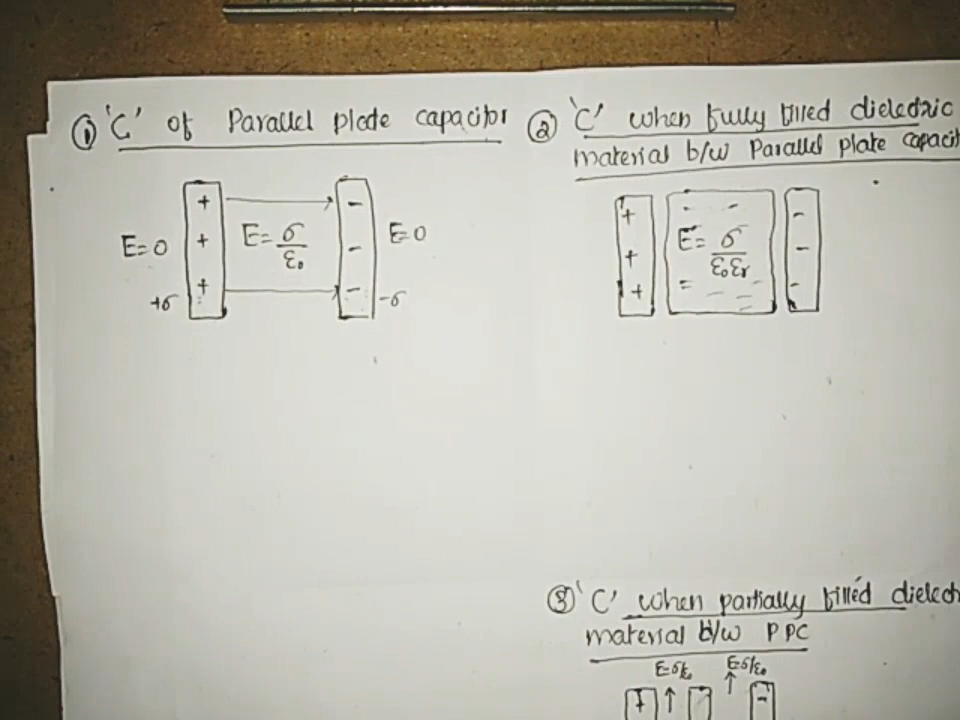 ① 'C' of Parallel plate capacitor
E=0
+
+
+
+σ
E= σ/ε₀
-
-
-
-σ
E=0
② 'C' when fully filled dielectric
material b/w Parallel plate capacit
+
+
+
E= σ/ε₀εr
-
-
-
③ 'C' when partially filled dielect
material b/w PPC
E=σ/ε₀ E=σ/ε₀
+
-